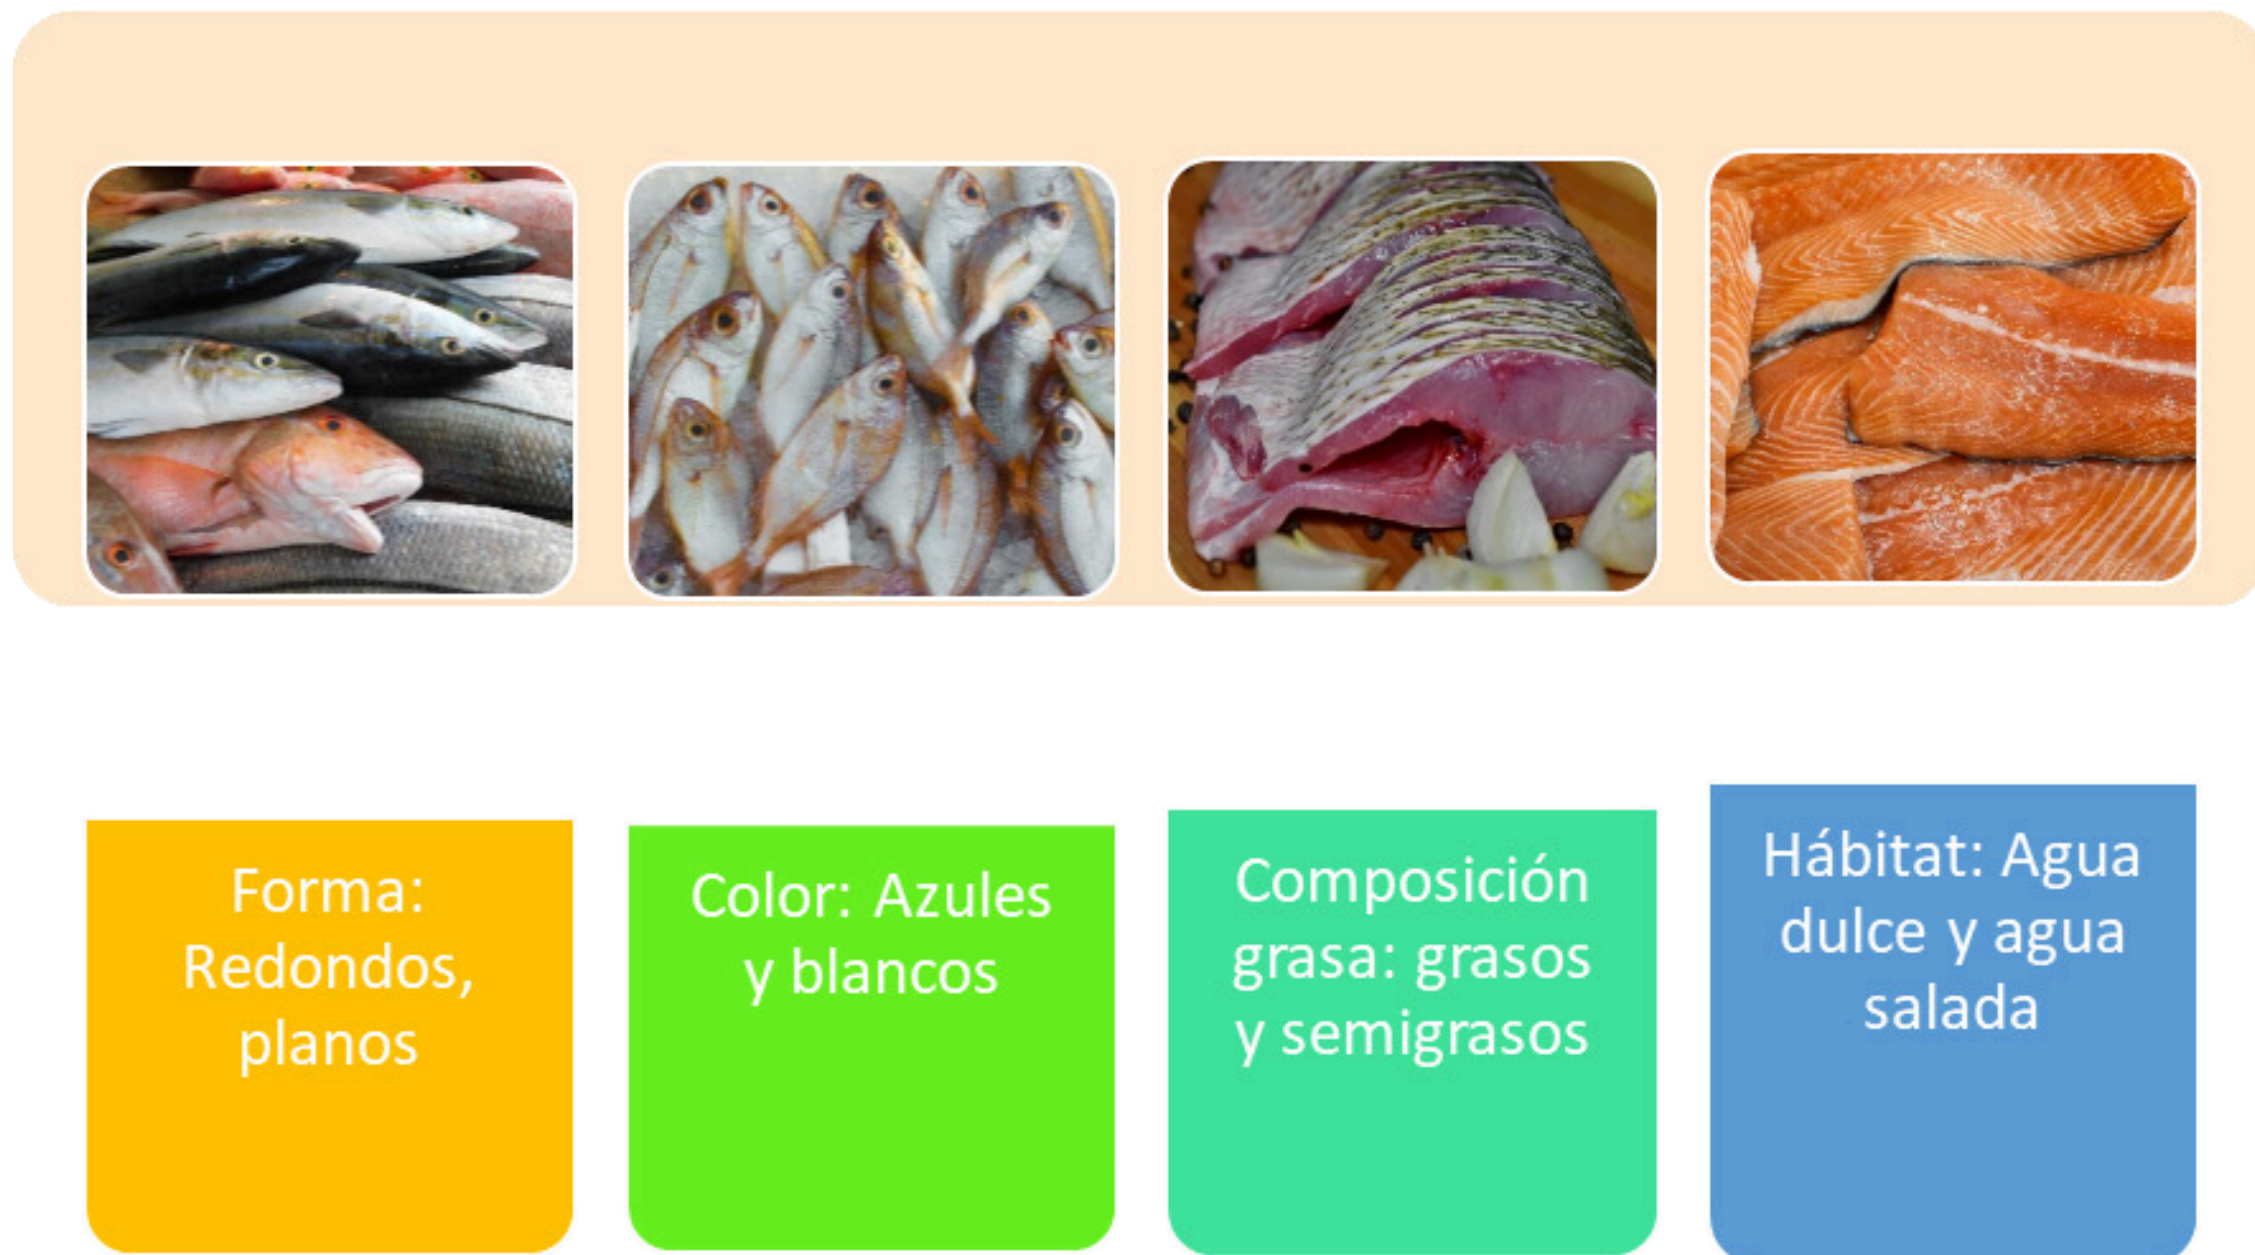 Forma:
Redondos,
planos
Color: Azules
y blancos
Composición
grasa: grasos
y semigrasos
Hábitat: Agua
dulce y agua
salada